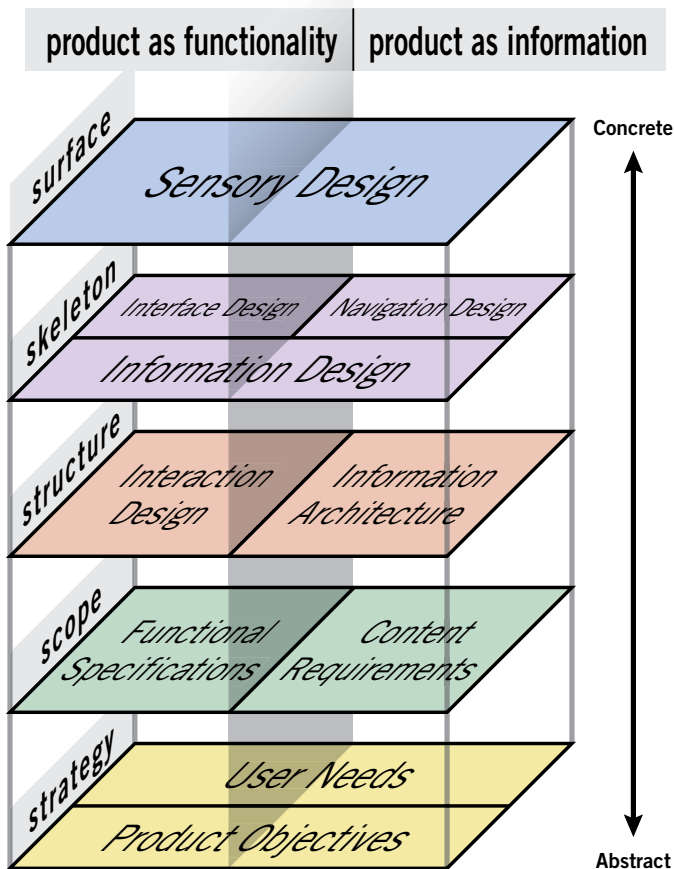 product as functionality
product as information
Concrete
surface
Sensory Design
skeleton
Interface Design
Navigation Design
Information Design
structure
Interaction
Design
Information
Architecture
scope
Functional
Specifications
Content
Requirements
strategy
User Needs
Product Objectives
Abstract